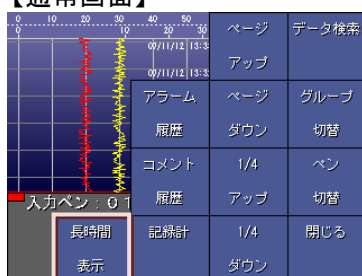 【通常画面】
0 10 20 30 40 50
0 10 20 30
ページ
アップ
データ検索
09/11/12 13:3
09/11/12 13:3
アラーム
履歴
ページ
ダウン
グループ
切替
コメント
履歴
1/4
アップ
ペン
切替
入力ペン:01
長時間
表示
記録計
1/4
ダウン
閉じる